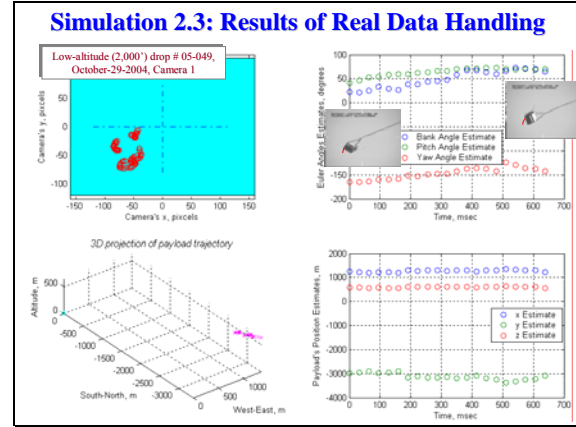 Simulation 2.3: Results of Real Data Handling
Low-altitude (2,000') drop # 05-049,
October-29-2004, Camera 1
Camera's y, pixcels
50
0
-50
-100
-150 -100 -50 0 50 100 150
Camera's x, pixcels
Euler Angles Estimates, degrees
100
50
0
-100
-150
-200
Bank Angle Estimate
Pitch Angle Estimate
Yaw Angle Estimate
0 100 200 300 400 500 600 700
Time, msec
3D projection of payload trajectory
Altitude, m
500
0
0
-500
-1000
-1500
-2000
-2500
-3000
South-North, m
0
500
1000
West-East, m
Payload's Position Estimates, m
2000
1000
0
-1000
-2000
-3000
-4000
x Estimate
y Estimate
z Estimate
0 100 200 300 400 500 600 700
Time, msec